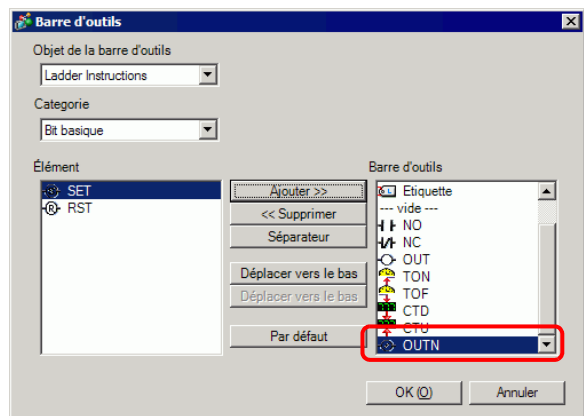 Barre d'outils
Objet de la barre d'outils
Ladder Instructions
Categorie
Bit basique
Élément
Barre d'outils
SET
RST
Ajouter >>
<< Supprimer
Séparateur
Déplacer vers le bas
Déplacer vers le bas
Par défaut
Etiquette
--- vide ---
NO
NC
OUT
TON
TOF
CTD
CTU
OUTN
OK (O)
Annuler